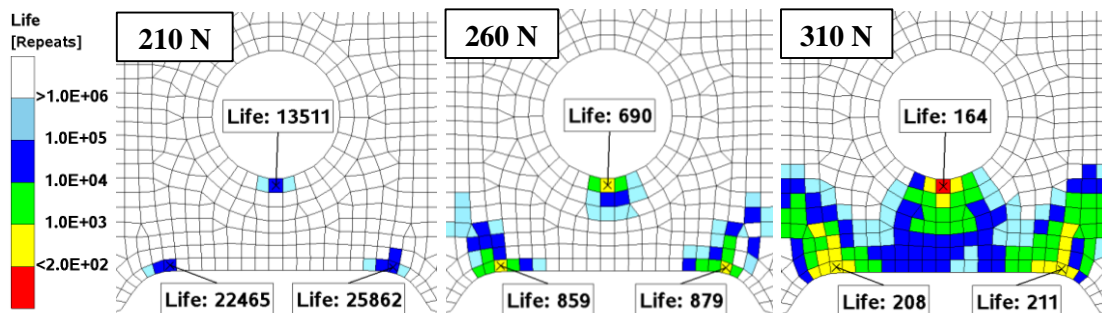 Life
[Repeats]
>1.0E+06
1.0E+05
1.0E+04
1.0E+03
<2.0E+02
210 N
Life: 13511
Life: 22465
Life: 25862
260 N
Life: 690
Life: 859
Life: 879
310 N
Life: 164
Life: 208
Life: 211